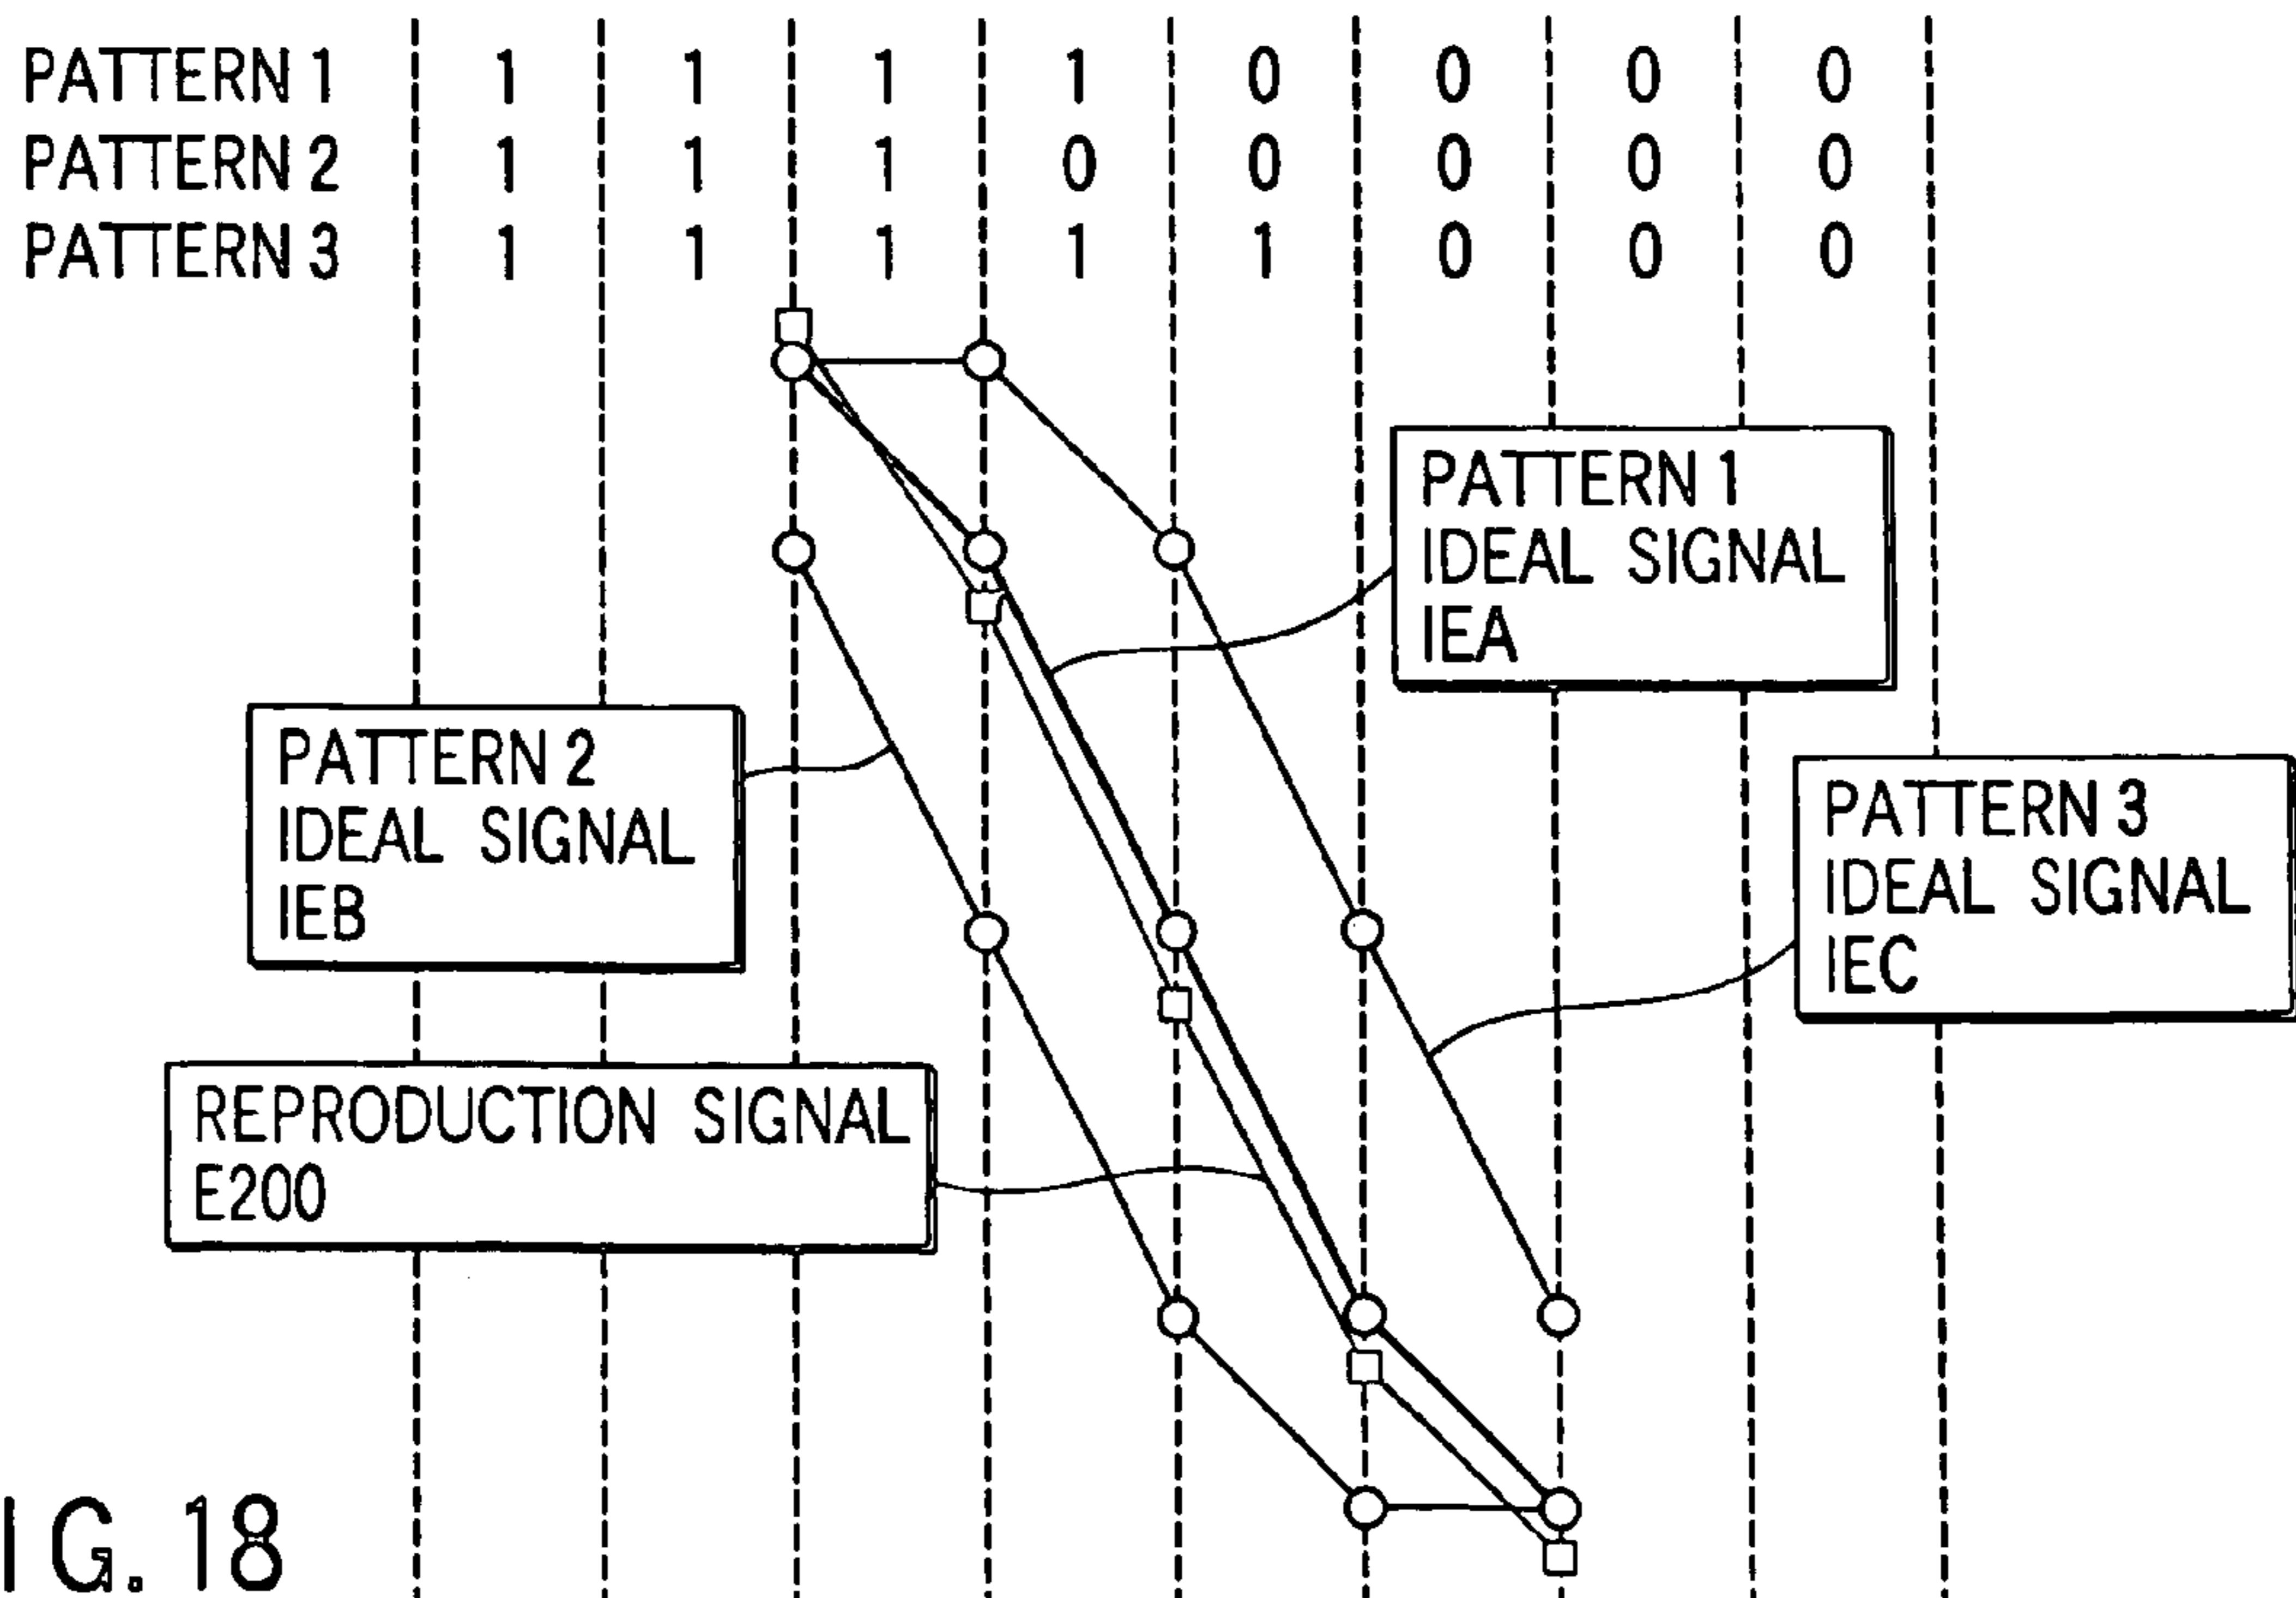 PATTERN 1 1 1 1 1 0 0 0 0
PATTERN 2 1 1 1 0 0 0 0 0
PATTERN 3 1 1 1 1 1 0 0 0
PATTERN 1
IDEAL SIGNAL
IEA
PATTERN 2
IDEAL SIGNAL
IEB
PATTERN 3
IDEAL SIGNAL
IEC
REPRODUCTION SIGNAL
E200
IG. 18